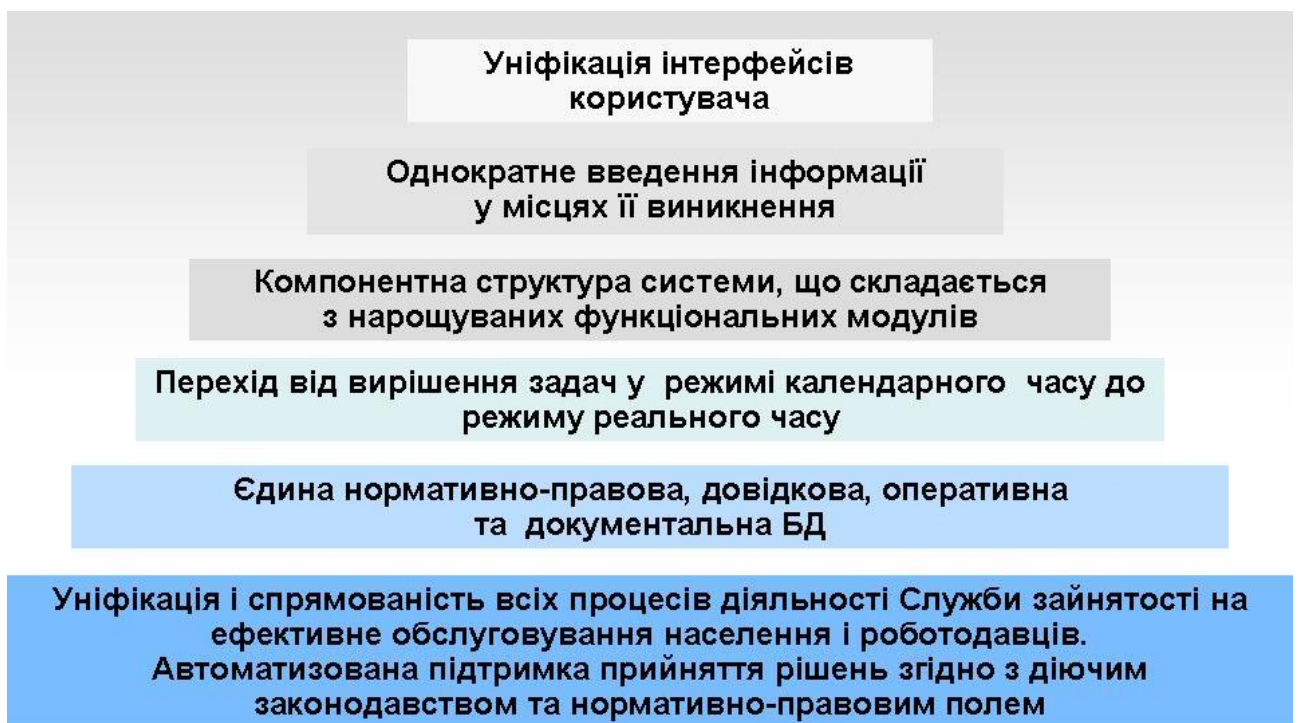 Уніфікація інтерфейсів
користувача
Однократне введення інформації
у місцях її виникнення
Компонентна структура системи, що складається
з нарощуваних функціональних модулів
Перехід від вирішення задач у режимі календарного часу до
режиму реального часу
Єдина нормативно-правова, довідкова, оперативна
та документальна БД
Уніфікація і спрямованість всіх процесів діяльності Служби зайнятості на
ефективне обслуговування населення і роботодавців.
Автоматизована підтримка прийняття рішень згідно з діючим
законодавством та нормативно-правовим полем